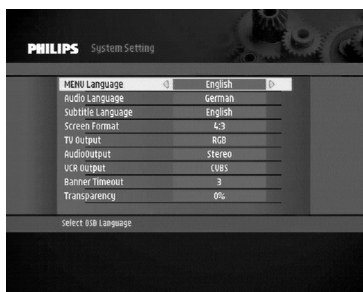 PHILIPS System Setting
MENU Language English
Audio Language German
Subtitle Language English
Screen Format 4:3
TV Output RGB
AudioOutput Stereo
VCR Output CVBS
Banner Timeout 3
Transparency 0%
Select OSD Language